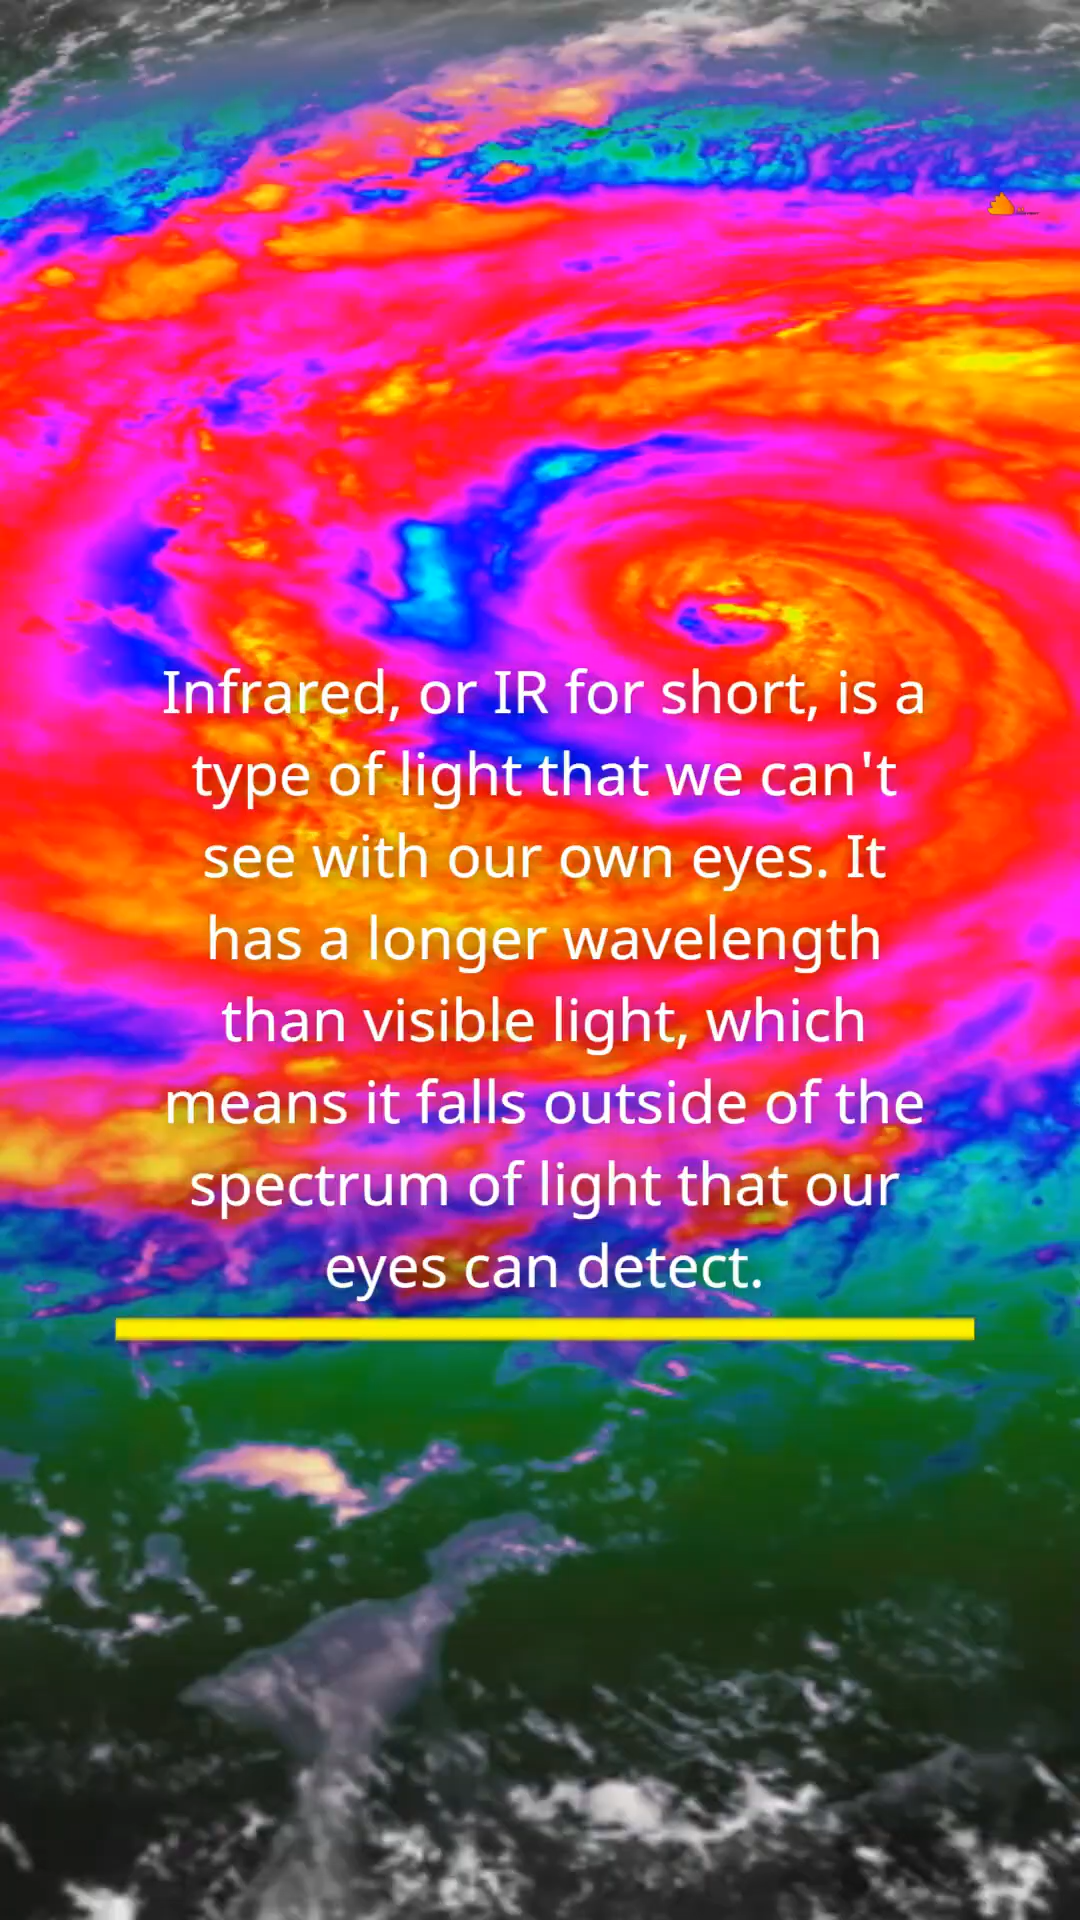 Infrared, or IR for short, is a
type of light that we can't
see with our own eyes. It
has a longer wavelength
than visible light, which
means it falls outside of the
spectrum of light that our
eyes can detect.